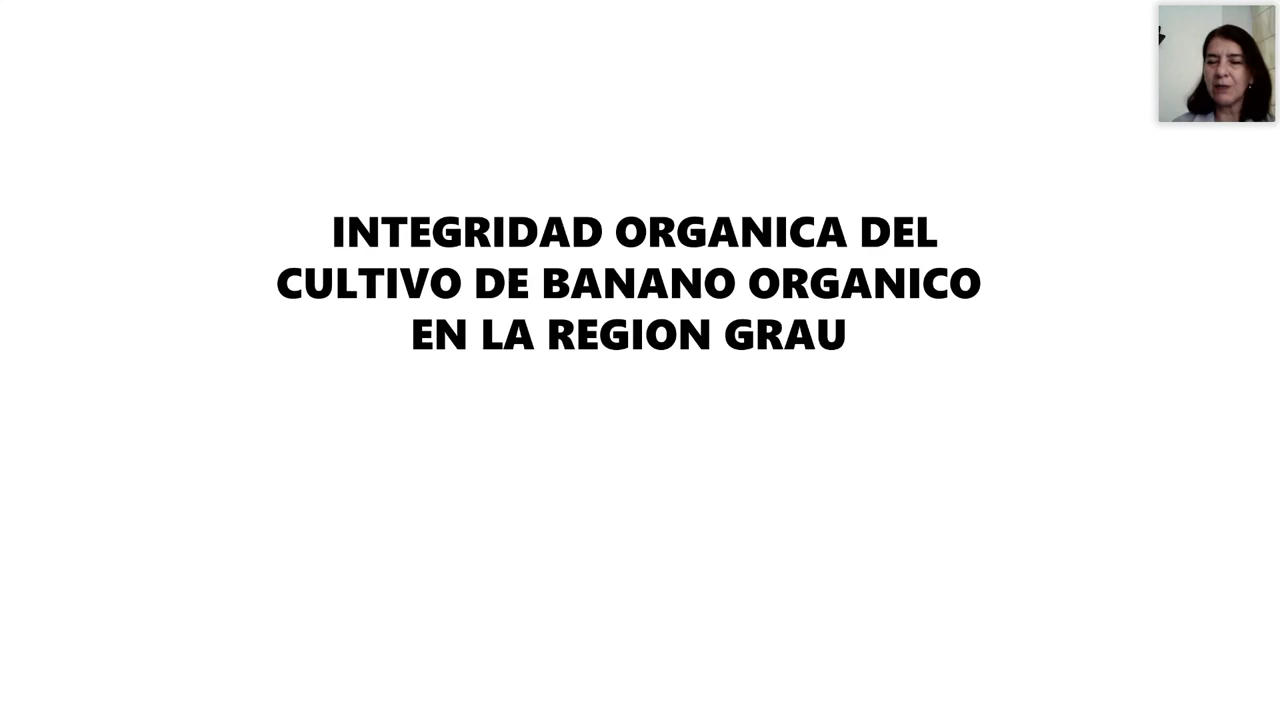 INTEGRIDAD ORGANICA DEL
CULTIVO DE BANANO ORGANICO
EN LA REGION GRAU